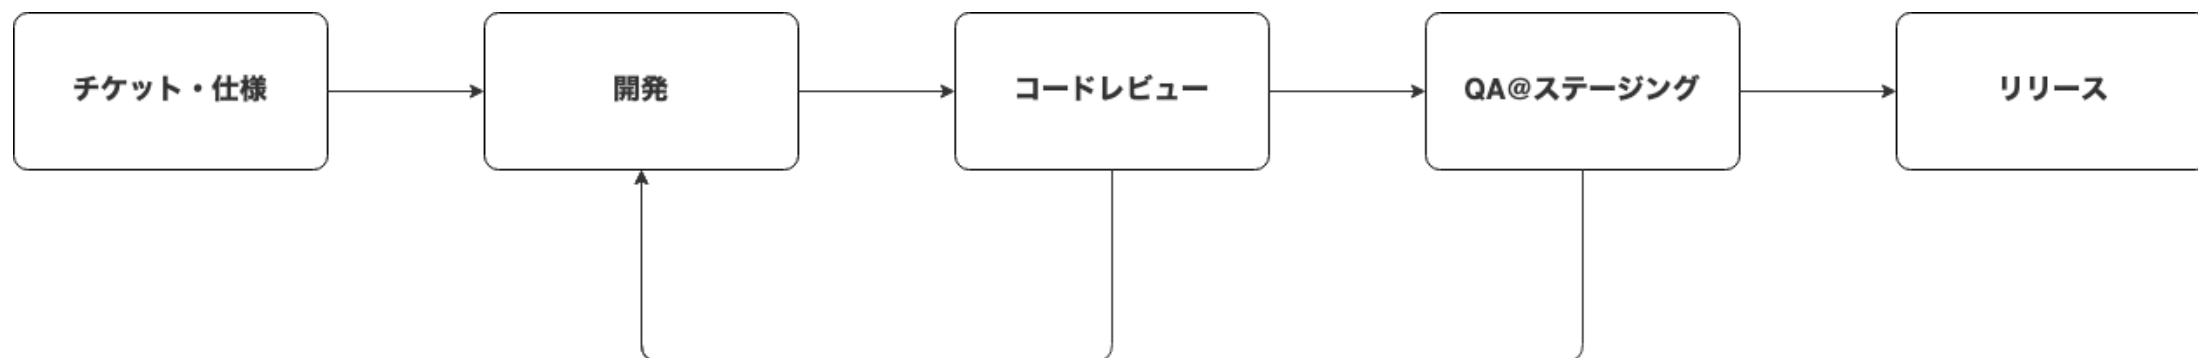 チケット・仕様
開発
コードレビュー
QA@ステージング
リリース